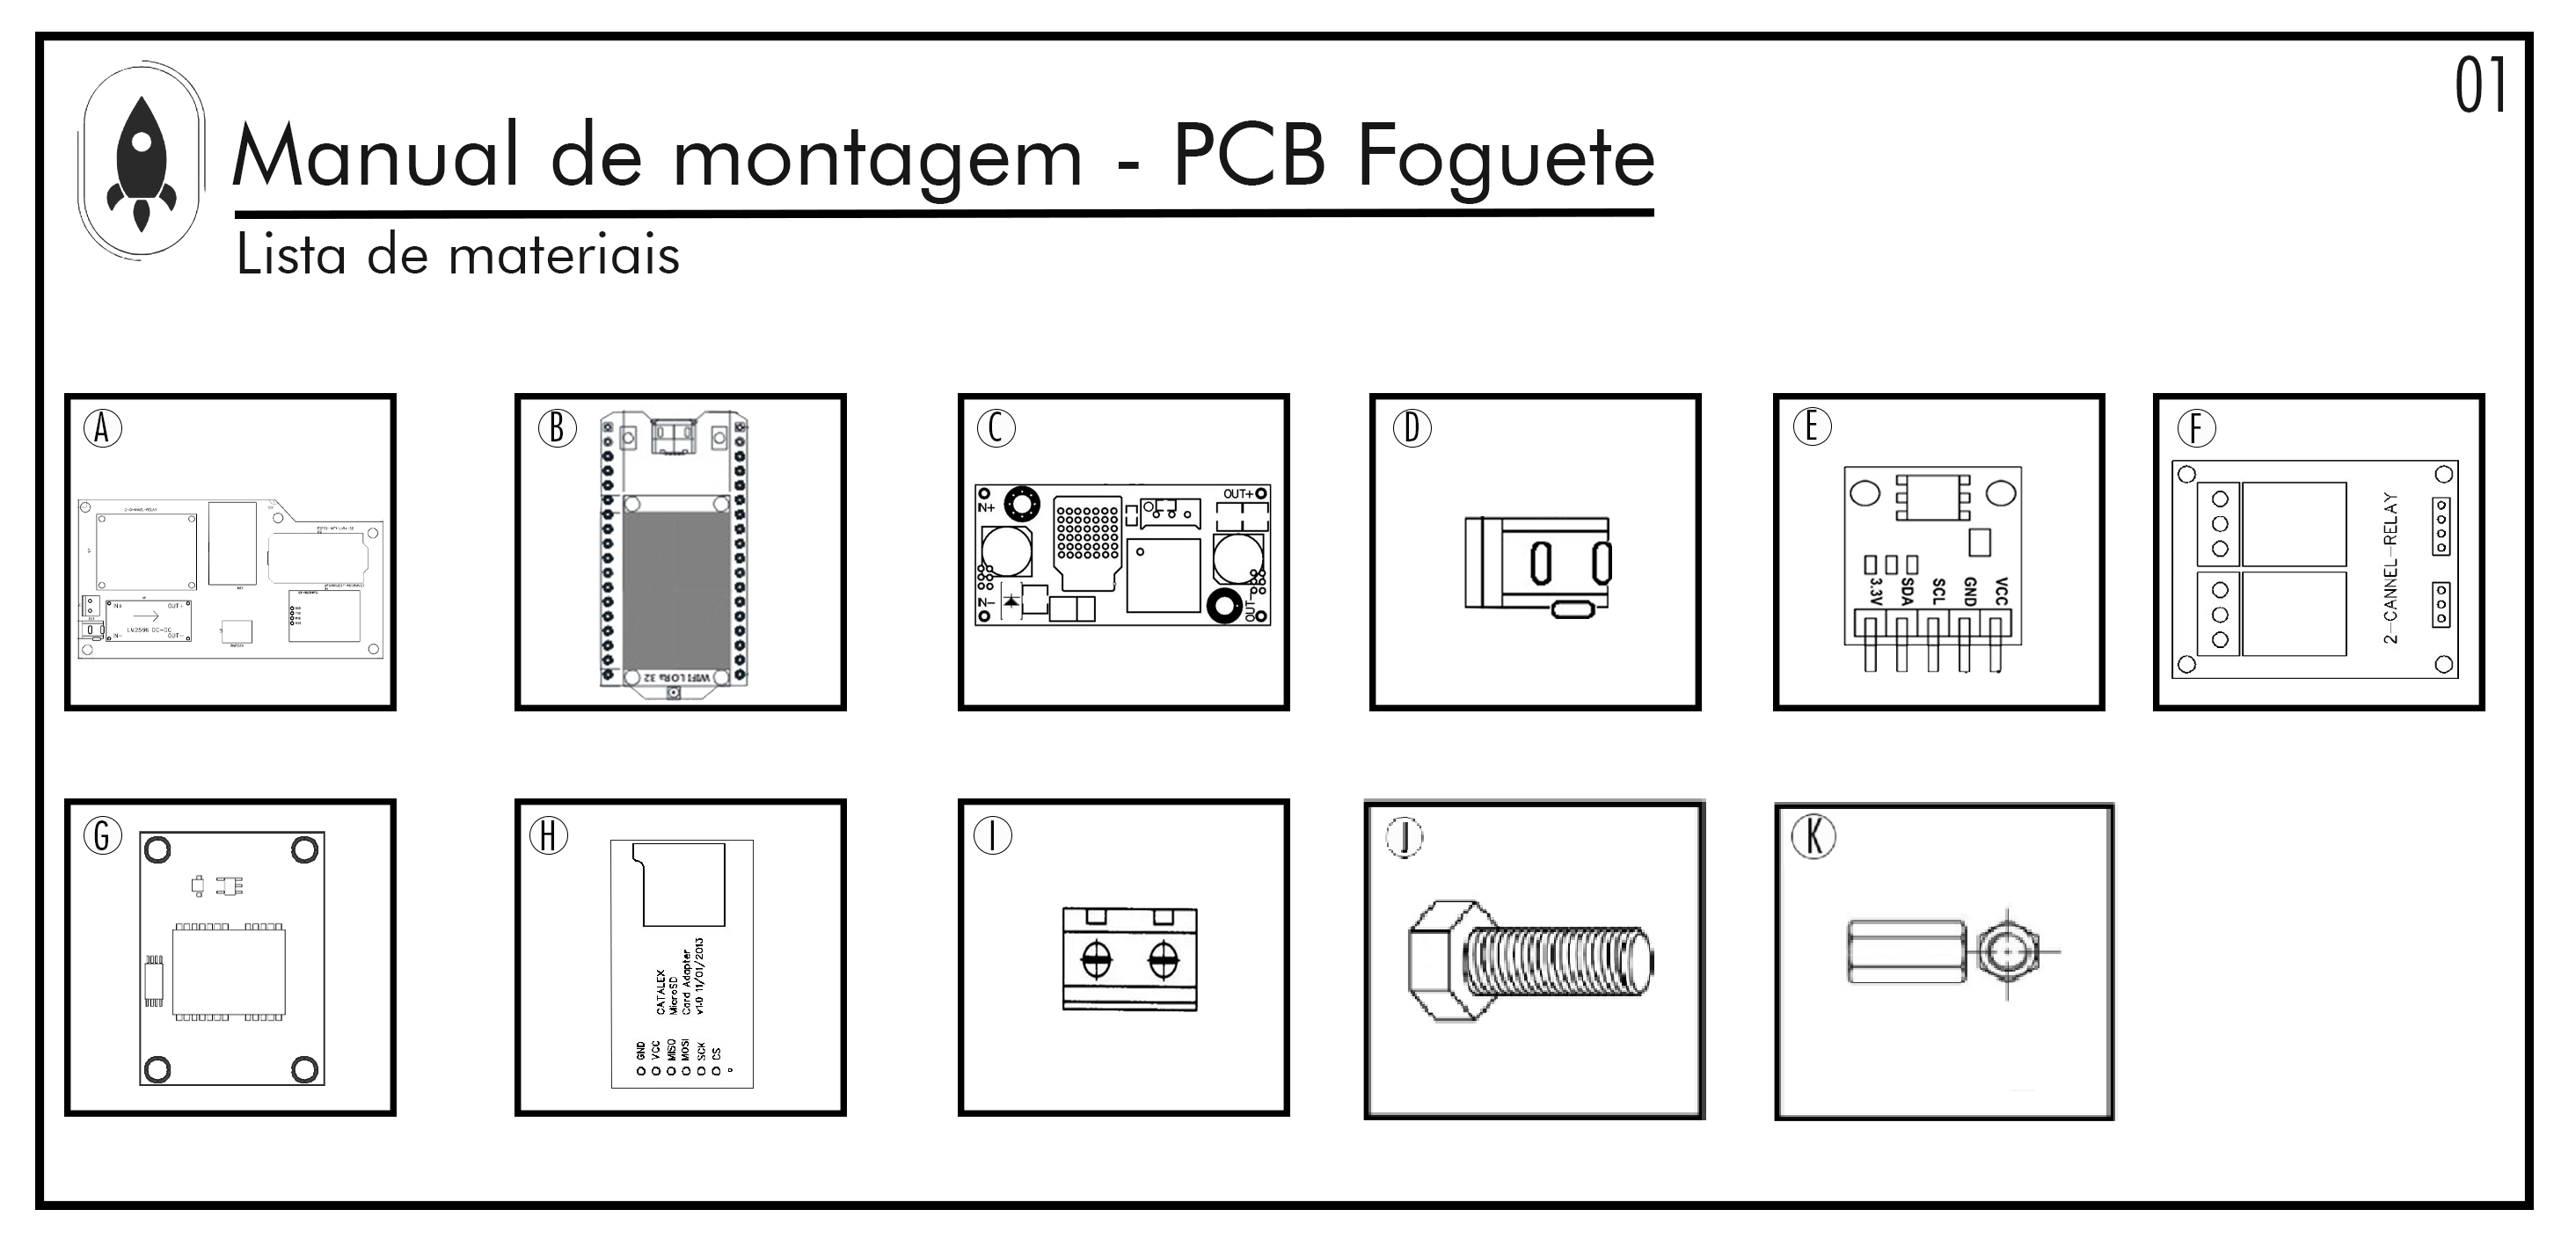 01
Manual de montagem - PCB Foguete
Lista de materiais
A
2-CHANNEL-RELAY
IN+ OUT+
LM2596 DC-DC
IN- OUT-
B
WIFI LORa 32
C
IN+
OUT+
IN-
OUT-
D
E
3.3V
SDA
SCL
GND
VCC
F
2-CANNEL-RELAY
G
H
CATALEX
MicroSD
Card Adapter
v1.0 11/01/2013
GND
VCC
MISO
MOSI
SCK
CS
I
J
K